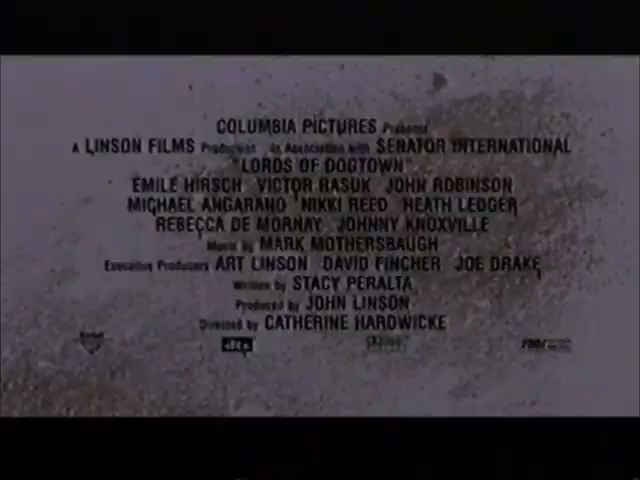 COLUMBIA PICTURES Presents
A LINSON FILMS Production In Association with SENATOR INTERNATIONAL
"LORDS OF DOGTOWN"
EMILE HIRSCH VICTOR RASUK JOHN ROBINSON
MICHAEL ANGARANO NIKKI REED HEATH LEDGER
REBECCA DE MORNAY JOHNNY KNOXVILLE
Music by MARK MOTHERSBAUGH
Executive Producers ART LINSON DAVID FINCHER JOE DRAKE
Written by STACY PERALTA
Produced by JOHN LINSON
Directed by CATHERINE HARDWICKE
dts